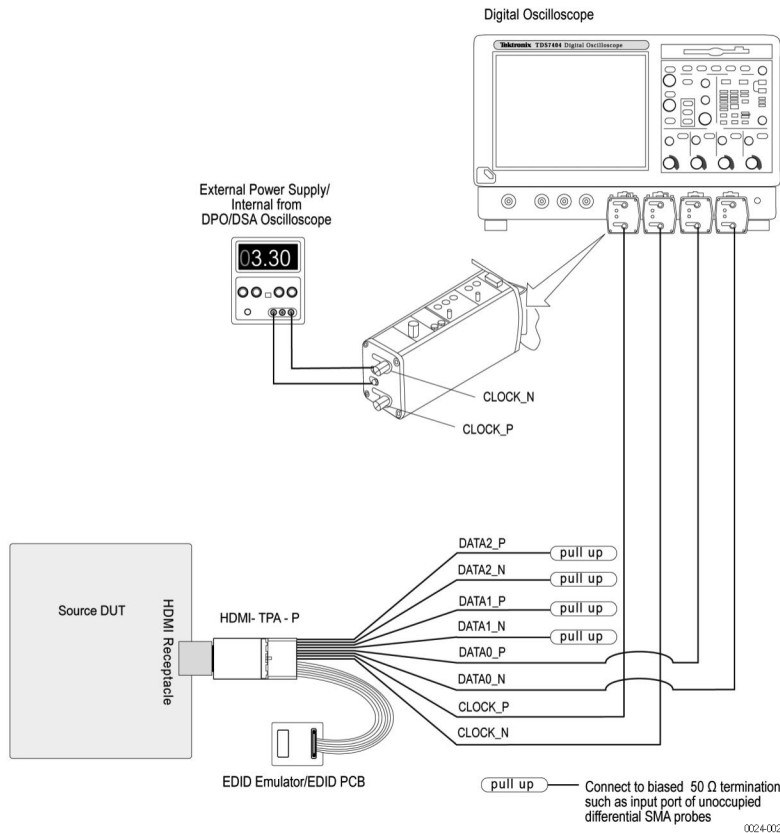 Digital Oscilloscope
Tektronix TDS7404 Digital Oscilloscope
External Power Supply/
Internal from
DPO/DSA Oscilloscope
03.30
CLOCK_N
CLOCK_P
Source DUT
HDMI Receptacle
HDMI- TPA - P
DATA2_P
pull up
DATA2_N
pull up
DATA1_P
pull up
DATA1_N
pull up
DATA0_P
DATA0_N
CLOCK_P
CLOCK_N
EDID Emulator/EDID PCB
pull up
Connect to biased 50 Ω termination
such as input port of unoccupied
differential SMA probes
0024-002